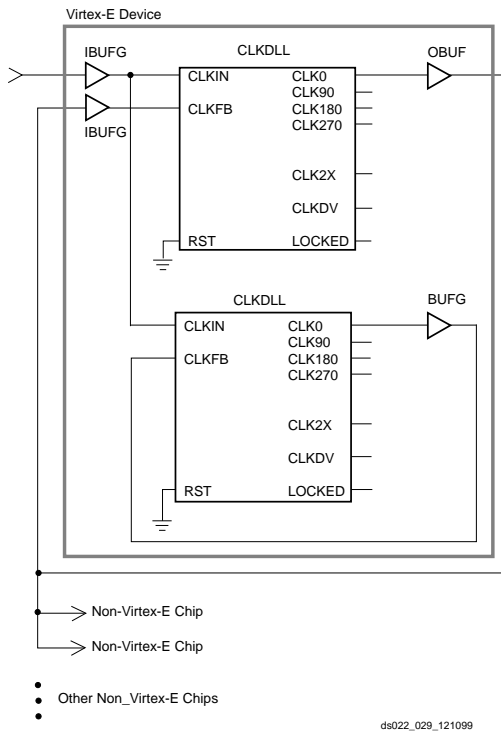 Virtex-E Device
IBUFG
CLKDLL
OBUF
CLKIN
CLK0
CLK90
CLKFB
CLK180
CLK270
IBUFG
CLK2X
CLKDV
RST
LOCKED
CLKDLL
BUFG
CLKIN
CLK0
CLK90
CLKFB
CLK180
CLK270
CLK2X
CLKDV
RST
LOCKED
Non-Virtex-E Chip
Non-Virtex-E Chip
Other Non_Virtex-E Chips
ds022_029_121099